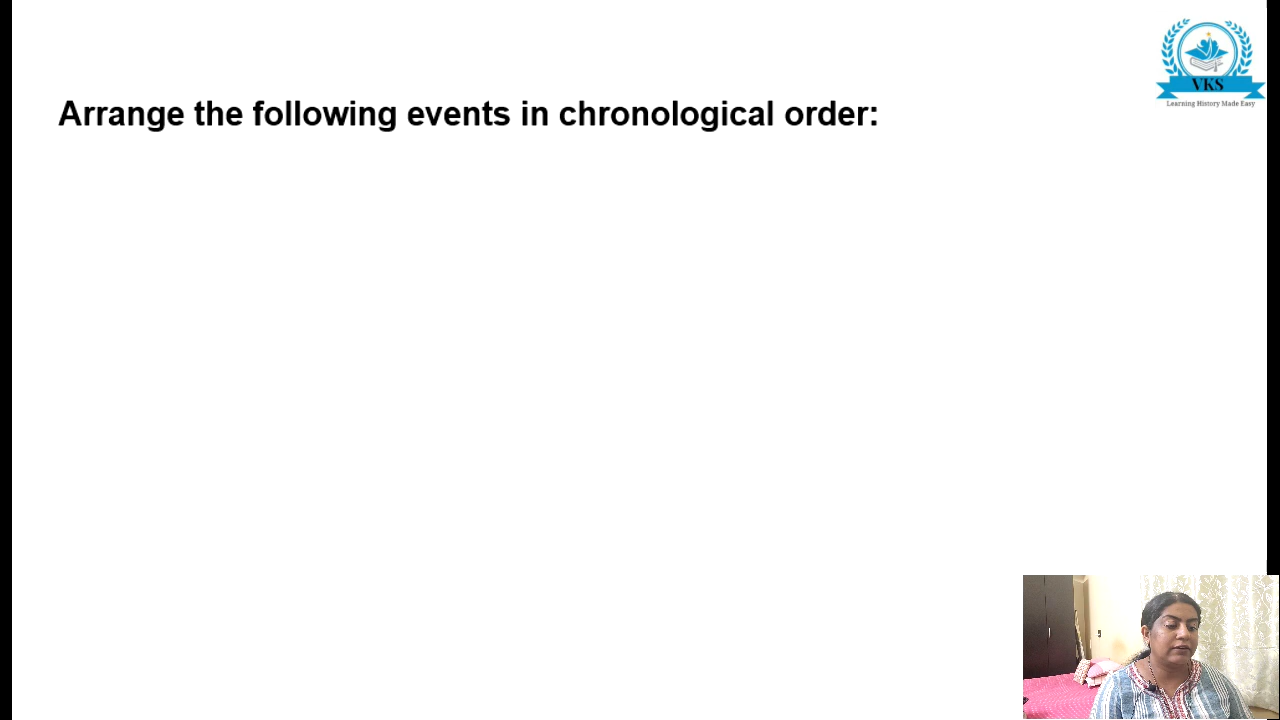 Arrange the following events in chronological order:
VKS
Learning History Made Easy